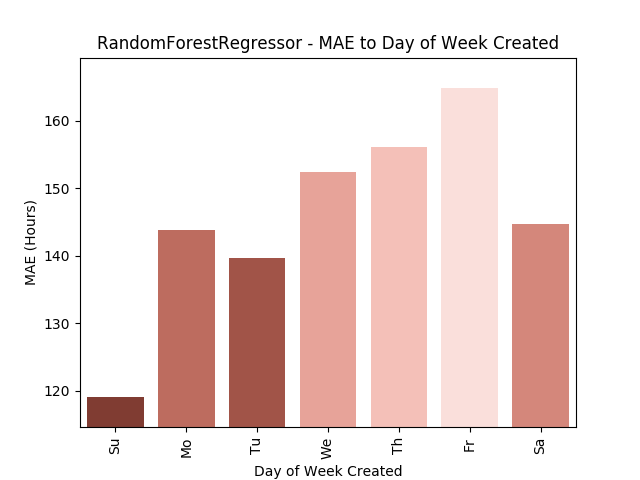 RandomForestRegressor - MAE to Day of Week Created
MAE (Hours)
160
150
140
130
120
Su
Mo
Tu
We
Th
Fr
Sa
Day of Week Created